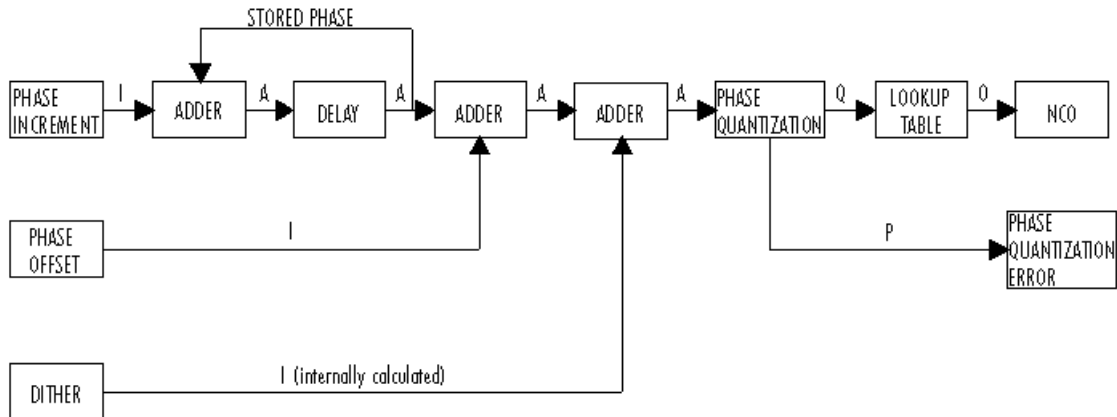 STORED PHASE
PHASE
INCREMENT
I
ADDER
A
DELAY
A
ADDER
A
ADDER
A
PHASE
QUANTIZATION
Q
LOOKUP
TABLE
O
NCO
PHASE
OFFSET
I
P
PHASE
QUANTIZATION
ERROR
DITHER
I (internally calculated)